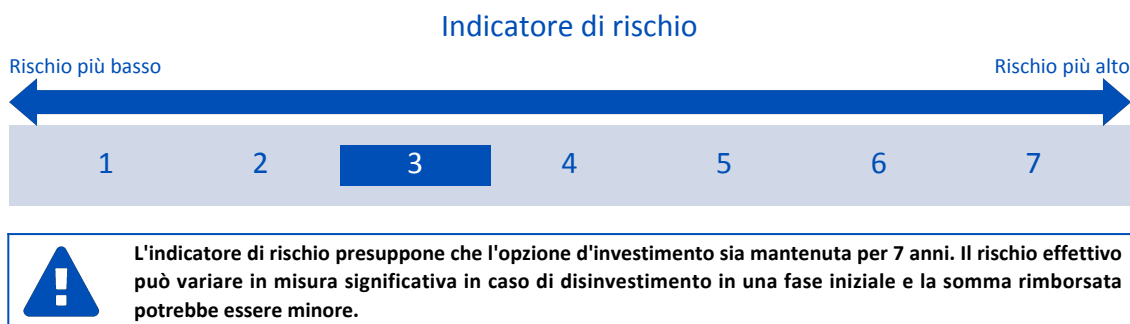 Indicatore di rischio
Rischio più basso Rischio più alto
1 2 3 4 5 6 7
L'indicatore di rischio presuppone che l'opzione d'investimento sia mantenuta per 7 anni. Il rischio effettivo
può variare in misura significativa in caso di disinvestimento in una fase iniziale e la somma rimborsata
potrebbe essere minore.